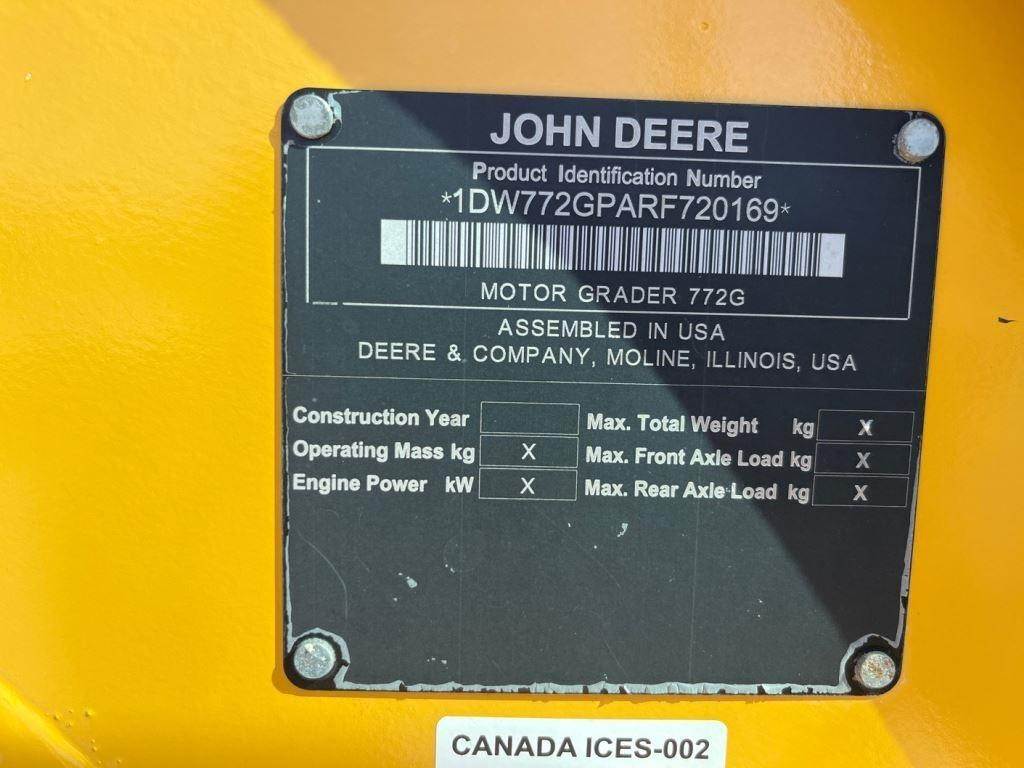 JOHN DEERE
Product Identification Number
*1DW772GPARF720169*
MOTOR GRADER 772G
ASSEMBLED IN USA
DEERE & COMPANY, MOLINE, ILLINOIS, USA
Construction Year
Operating Mass kg X
Engine Power kW X
Max. Total Weight kg X
Max. Front Axle Load kg X
Max. Rear Axle Load kg X
CANADA ICES-002